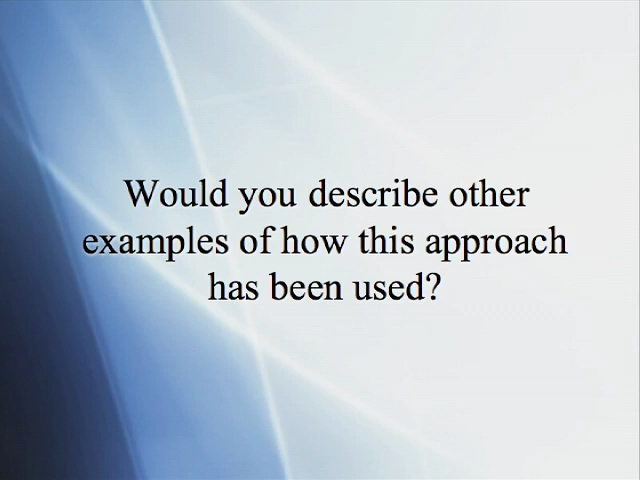 Would you describe other
examples of how this approach
has been used?